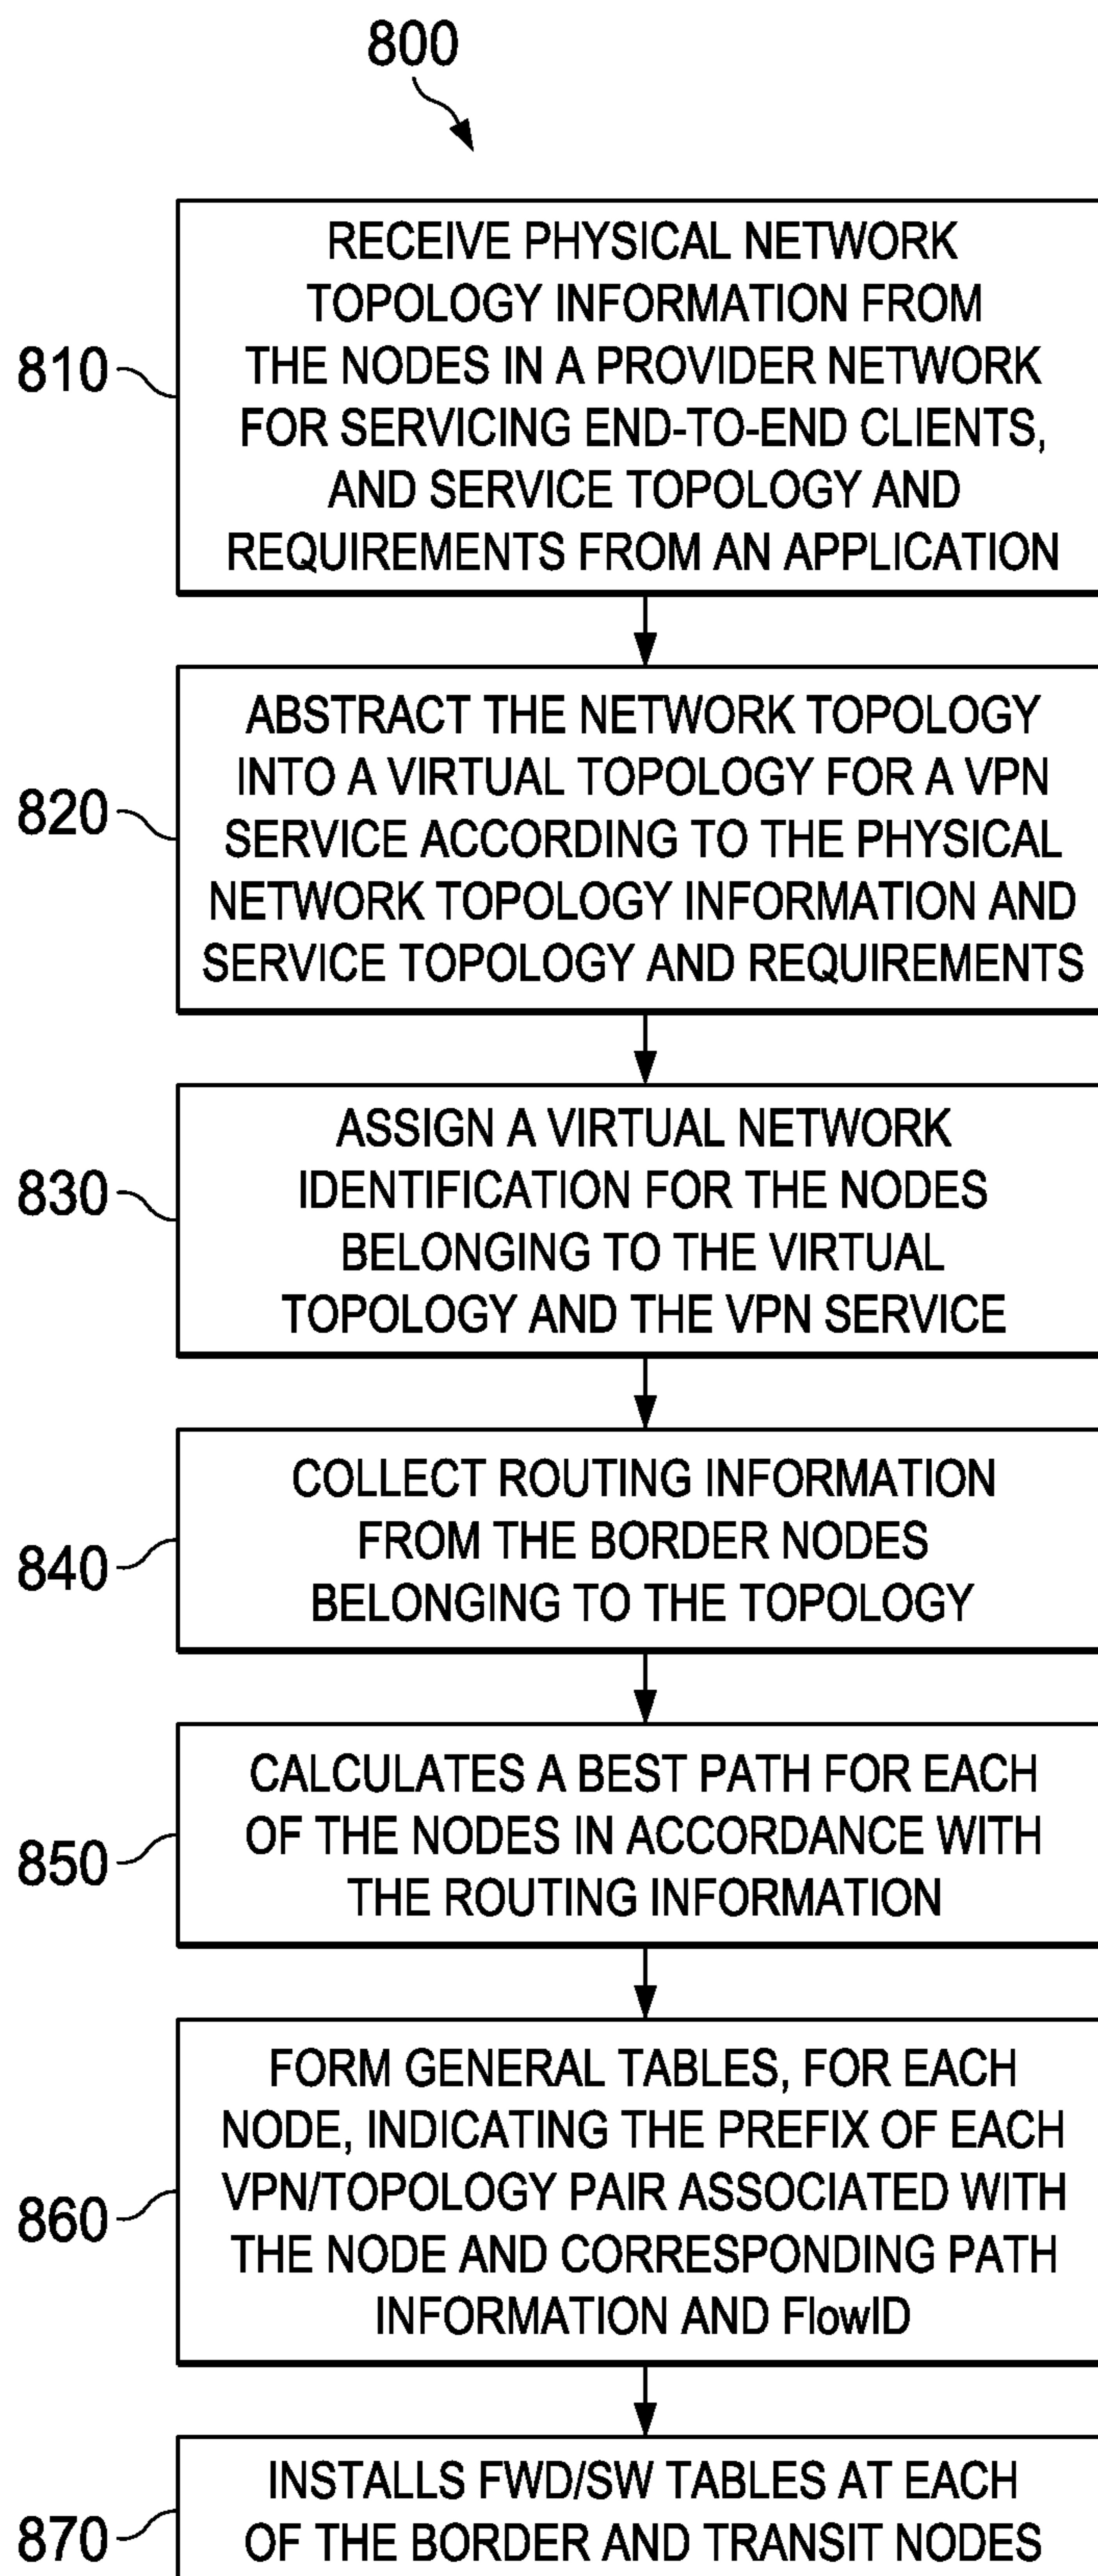 800
810
RECEIVE PHYSICAL NETWORK
TOPOLOGY INFORMATION FROM
THE NODES IN A PROVIDER NETWORK
FOR SERVICING END-TO-END CLIENTS,
AND SERVICE TOPOLOGY AND
REQUIREMENTS FROM AN APPLICATION
820
ABSTRACT THE NETWORK TOPOLOGY
INTO A VIRTUAL TOPOLOGY FOR A VPN
SERVICE ACCORDING TO THE PHYSICAL
NETWORK TOPOLOGY INFORMATION AND
SERVICE TOPOLOGY AND REQUIREMENTS
830
ASSIGN A VIRTUAL NETWORK
IDENTIFICATION FOR THE NODES
BELONGING TO THE VIRTUAL
TOPOLOGY AND THE VPN SERVICE
840
COLLECT ROUTING INFORMATION
FROM THE BORDER NODES
BELONGING TO THE TOPOLOGY
850
CALCULATES A BEST PATH FOR EACH
OF THE NODES IN ACCORDANCE WITH
THE ROUTING INFORMATION
860
FORM GENERAL TABLES, FOR EACH
NODE, INDICATING THE PREFIX OF EACH
VPN/TOPOLOGY PAIR ASSOCIATED WITH
THE NODE AND CORRESPONDING PATH
INFORMATION AND FlowID
870
INSTALLS FWD/SW TABLES AT EACH
OF THE BORDER AND TRANSIT NODES